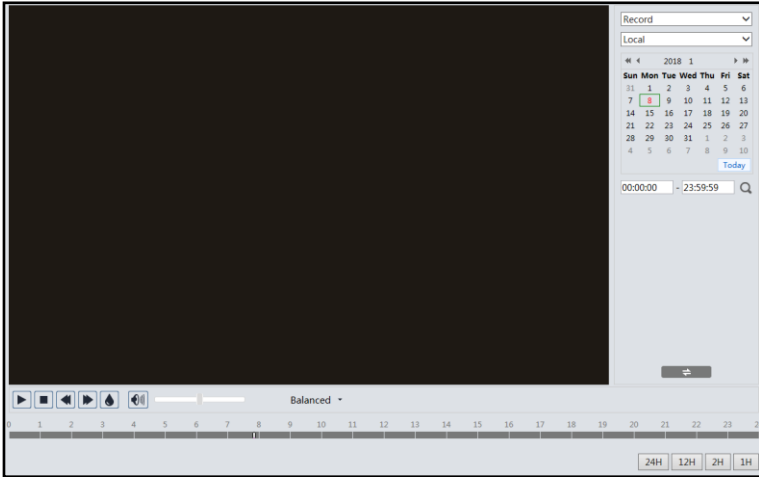 Record
Local
2018 1
Sun Mon Tue Wed Thu Fri Sat
31 1 2 3 4 5 6
7 8 9 10 11 12 13
14 15 16 17 18 19 20
21 22 23 24 25 26 27
28 29 30 31 1 2 3
4 5 6 7 8 9 10
Today
00:00:00 - 23:59:59
Balanced
0 1 2 3 4 5 6 7 8 9 10 11 12 13 14 15 16 17 18 19 20 21 22 23 2
24H 12H 2H 1H